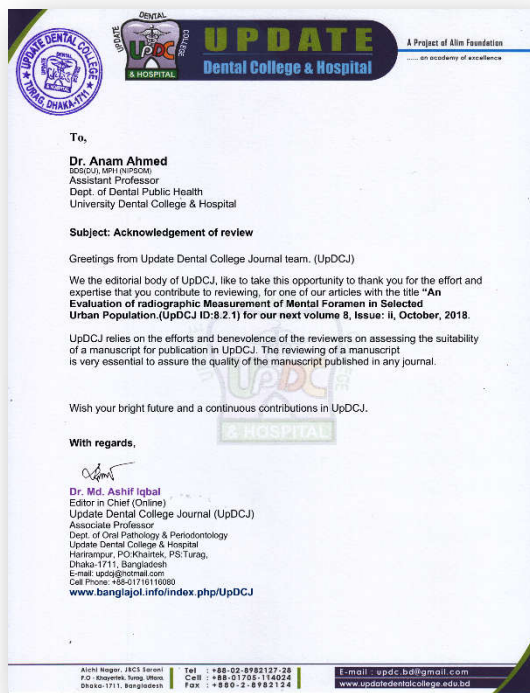 UPDATE DENTAL COLLEGE
TURAG, DHAKA-1711
DENTAL
UPDATE
COLLEGE
UpDC
& HOSPITAL
UPDATE
Dental College & Hospital
A Project of Alim Foundation
...... an academy of excellence
To,
Dr. Anam Ahmed
BDS(DU), MPH (NIPSOM)
Assistant Professor
Dept. of Dental Public Health
University Dental College & Hospital
Subject: Acknowledgement of review
Greetings from Update Dental College Journal team. (UpDCJ)
We the editorial body of UpDCJ, like to take this opportunity to thank you for the effort and
expertise that you contribute to reviewing, for one of our articles with the title "An
Evaluation of radiographic Measurement of Mental Foramen in Selected
Urban Population.(UpDCJ ID:8.2.1) for our next volume 8, Issue: ii, October, 2018.
UpDCJ relies on the efforts and benevolence of the reviewers on assessing the suitability
of a manuscript for publication in UpDCJ. The reviewing of a manuscript
is very essential to assure the quality of the manuscript published in any journal.
UpDC
& HOSPITAL
Wish your bright future and a continuous contributions in UpDCJ.
With regards,
Dr. Md. Ashif Iqbal
Editor in Chief (Online)
Update Dental College Journal (UpDCJ)
Associate Professor
Dept. of Oral Pathology & Periodontology
Update Dental College & Hospital
Harirampur, PO:Khairtek, PS:Turag,
Dhaka-1711, Bangladesh
E-mail: updcj@hotmail.com
Cell Phone: +88-01716116080
www.banglajol.info/index.php/UpDCJ
Aichi Nagor, JBCS Saroni
P.O - Khayertek, Turag, Uttara,
Dhaka-1711, Bangladesh
Tel : +88-02-8982127-28
Cell : +88-01705-114024
Fax : +880-2-8982124
E-mail : updc.bd@gmail.com
www.updatedentalcollege.edu.bd